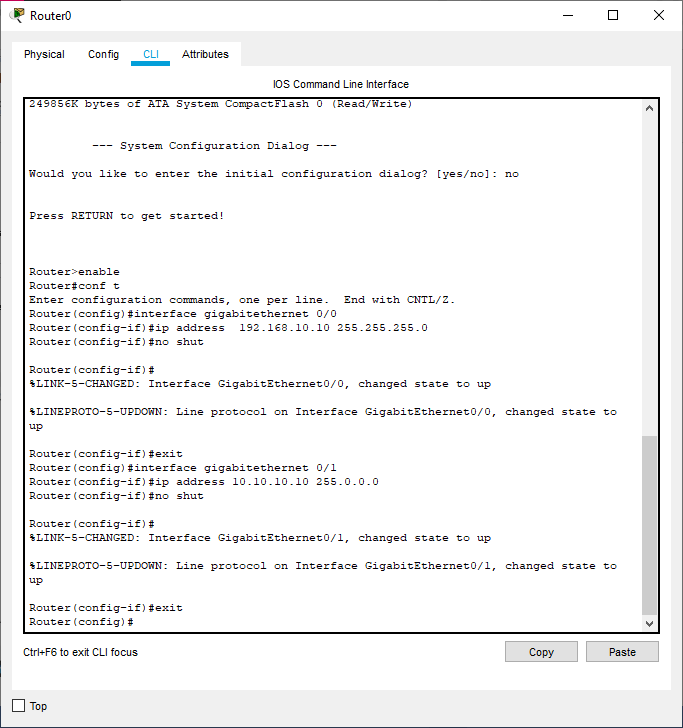 Router0
Physical Config CLI Attributes
IOS Command Line Interface
249856K bytes of ATA System CompactFlash 0 (Read/Write)
--- System Configuration Dialog ---
Would you like to enter the initial configuration dialog? [yes/no]: no
Press RETURN to get started!
Router>enable
Router#conf t
Enter configuration commands, one per line.  End with CNTL/Z.
Router(config)#interface gigabitethernet 0/0
Router(config-if)#ip address  192.168.10.10 255.255.255.0
Router(config-if)#no shut
Router(config-if)#
%LINK-5-CHANGED: Interface GigabitEthernet0/0, changed state to up
%LINEPROTO-5-UPDOWN: Line protocol on Interface GigabitEthernet0/0, changed state to
up
Router(config-if)#exit
Router(config)#interface gigabitethernet 0/1
Router(config-if)#ip address 10.10.10.10 255.0.0.0
Router(config-if)#no shut
Router(config-if)#
%LINK-5-CHANGED: Interface GigabitEthernet0/1, changed state to up
%LINEPROTO-5-UPDOWN: Line protocol on Interface GigabitEthernet0/1, changed state to
up
Router(config-if)#exit
Router(config)#
Ctrl+F6 to exit CLI focus
Copy Paste
Top